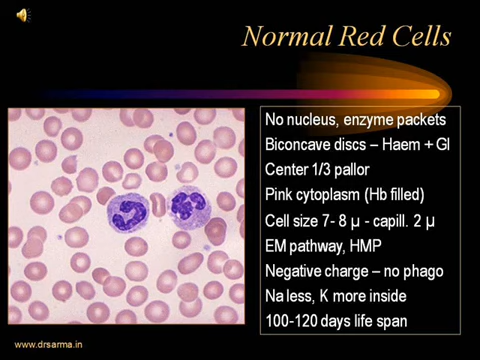 Normal Red Cells
No nucleus, enzyme packets
Biconcave discs – Haem + Gl
Center 1/3 pallor
Pink cytoplasm (Hb filled)
Cell size 7- 8 µ - capill. 2 µ
EM pathway, HMP
Negative charge – no phago
Na less, K more inside
100-120 days life span
www.drsarma.in